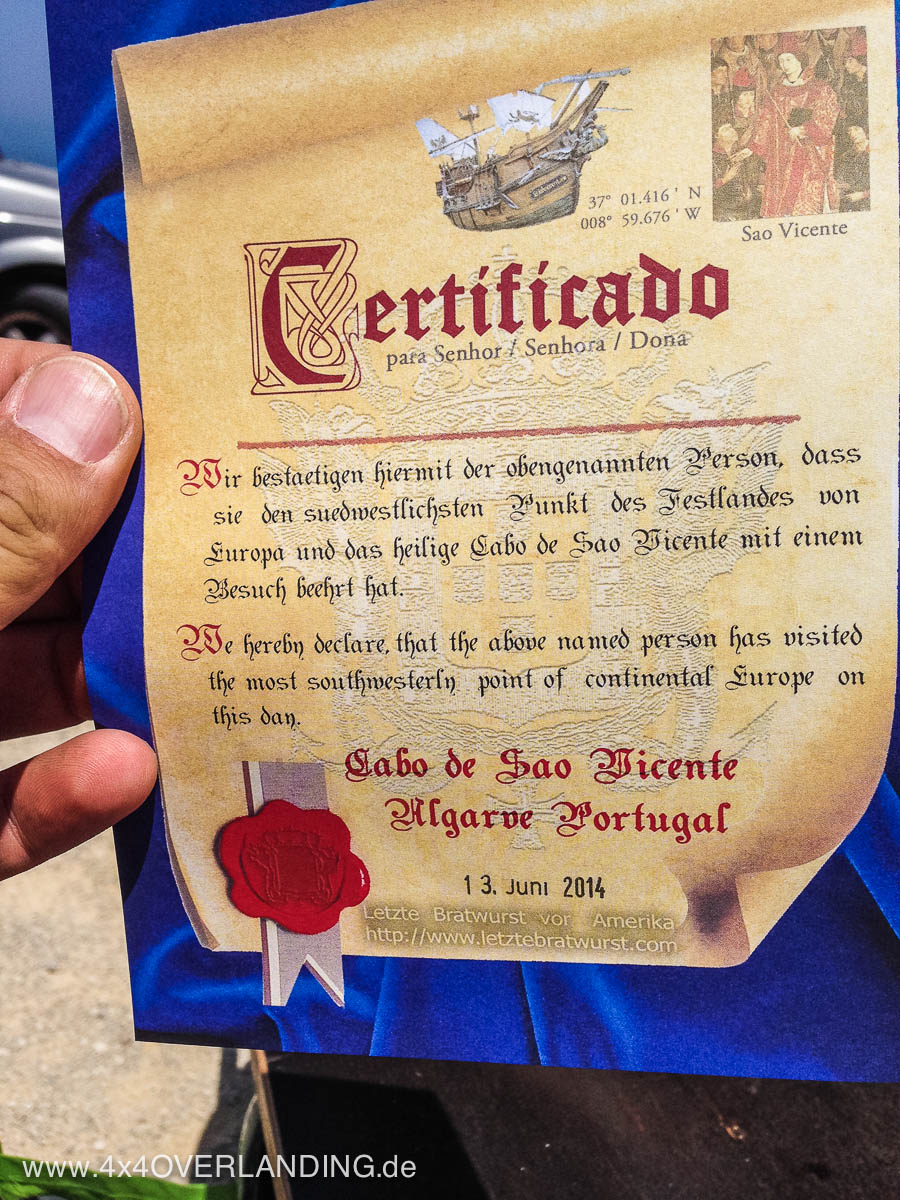 37° 01.416 ' N
008° 59.676 ' W
Sao Vicente
Certificado
para Senhor / Senhora / Dona
Wir bestaetigen hiermit der obengenannten Person, dass
sie den suedwestlichsten Punkt des Festlandes von
Europa und das heilige Cabo de Sao Vicente mit einem
Besuch beehrt hat.
We hereby declare, that the above named person has visited
the most southwesterly point of continental Europe on
this day.
Cabo de Sao Vicente
Algarve Portugal
1 3. Juni 2014
Letzte Bratwurst vor Amerika
http://www.letztebratwurst.com
www.4x4OVERLANDING.de